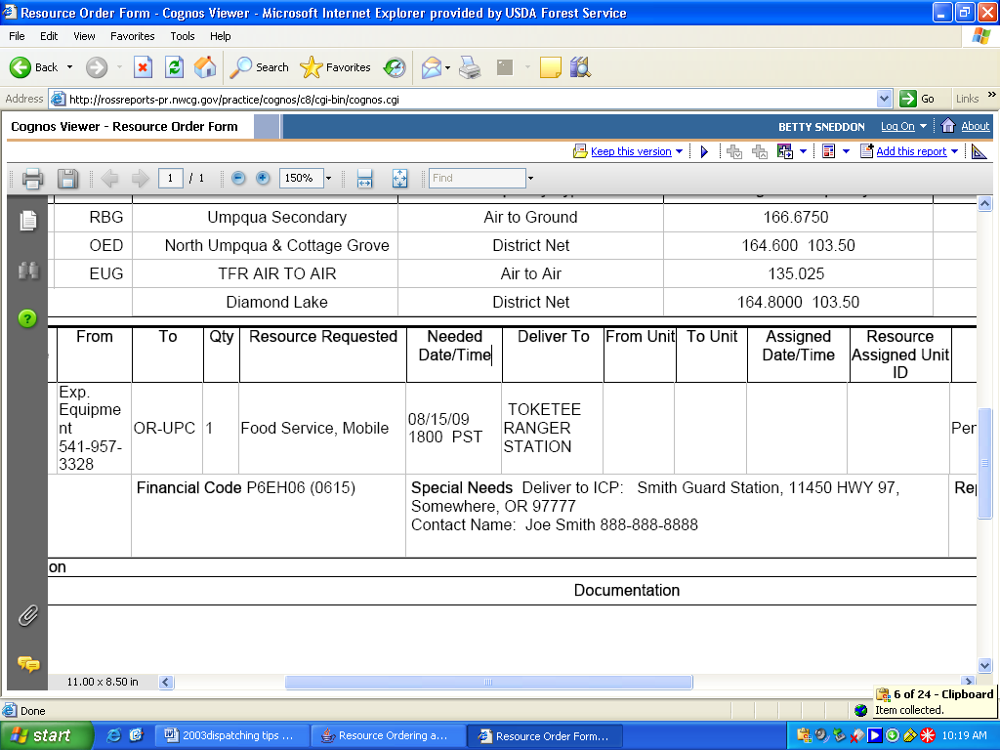 Resource Order Form - Cognos Viewer - Microsoft Internet Explorer provided by USDA Forest Service
File Edit View Favorites Tools Help
Back Search Favorites
Address http://rossreports-pr.nwcg.gov/practice/cognos/c8/cgi-bin/cognos.cgi Go Links »
Cognos Viewer - Resource Order Form BETTY SNEDDON Log On About
Keep this version Add this report
1 / 1 150% Find
RBG Umpqua Secondary Air to Ground 166.6750
OED North Umpqua & Cottage Grove District Net 164.600 103.50
EUG TFR AIR TO AIR Air to Air 135.025
Diamond Lake District Net 164.8000 103.50
From To Qty Resource Requested Needed Date/Time Deliver To From Unit To Unit Assigned Date/Time Resource Assigned Unit ID
Exp.
Equipme
nt
541-957-
3328
OR-UPC 1 Food Service, Mobile
08/15/09
1800 PST
TOKETEE
RANGER
STATION
Per
Financial Code P6EH06 (0615)
Special Needs Deliver to ICP: Smith Guard Station, 11450 HWY 97,
Somewhere, OR 97777
Contact Name: Joe Smith 888-888-8888
Rep
on
Documentation
11.00 x 8.50 in
Done
6 of 24 - Clipboard
Item collected.
start 2003dispatching tips ... Resource Ordering a... Resource Order Form... 10:19 AM